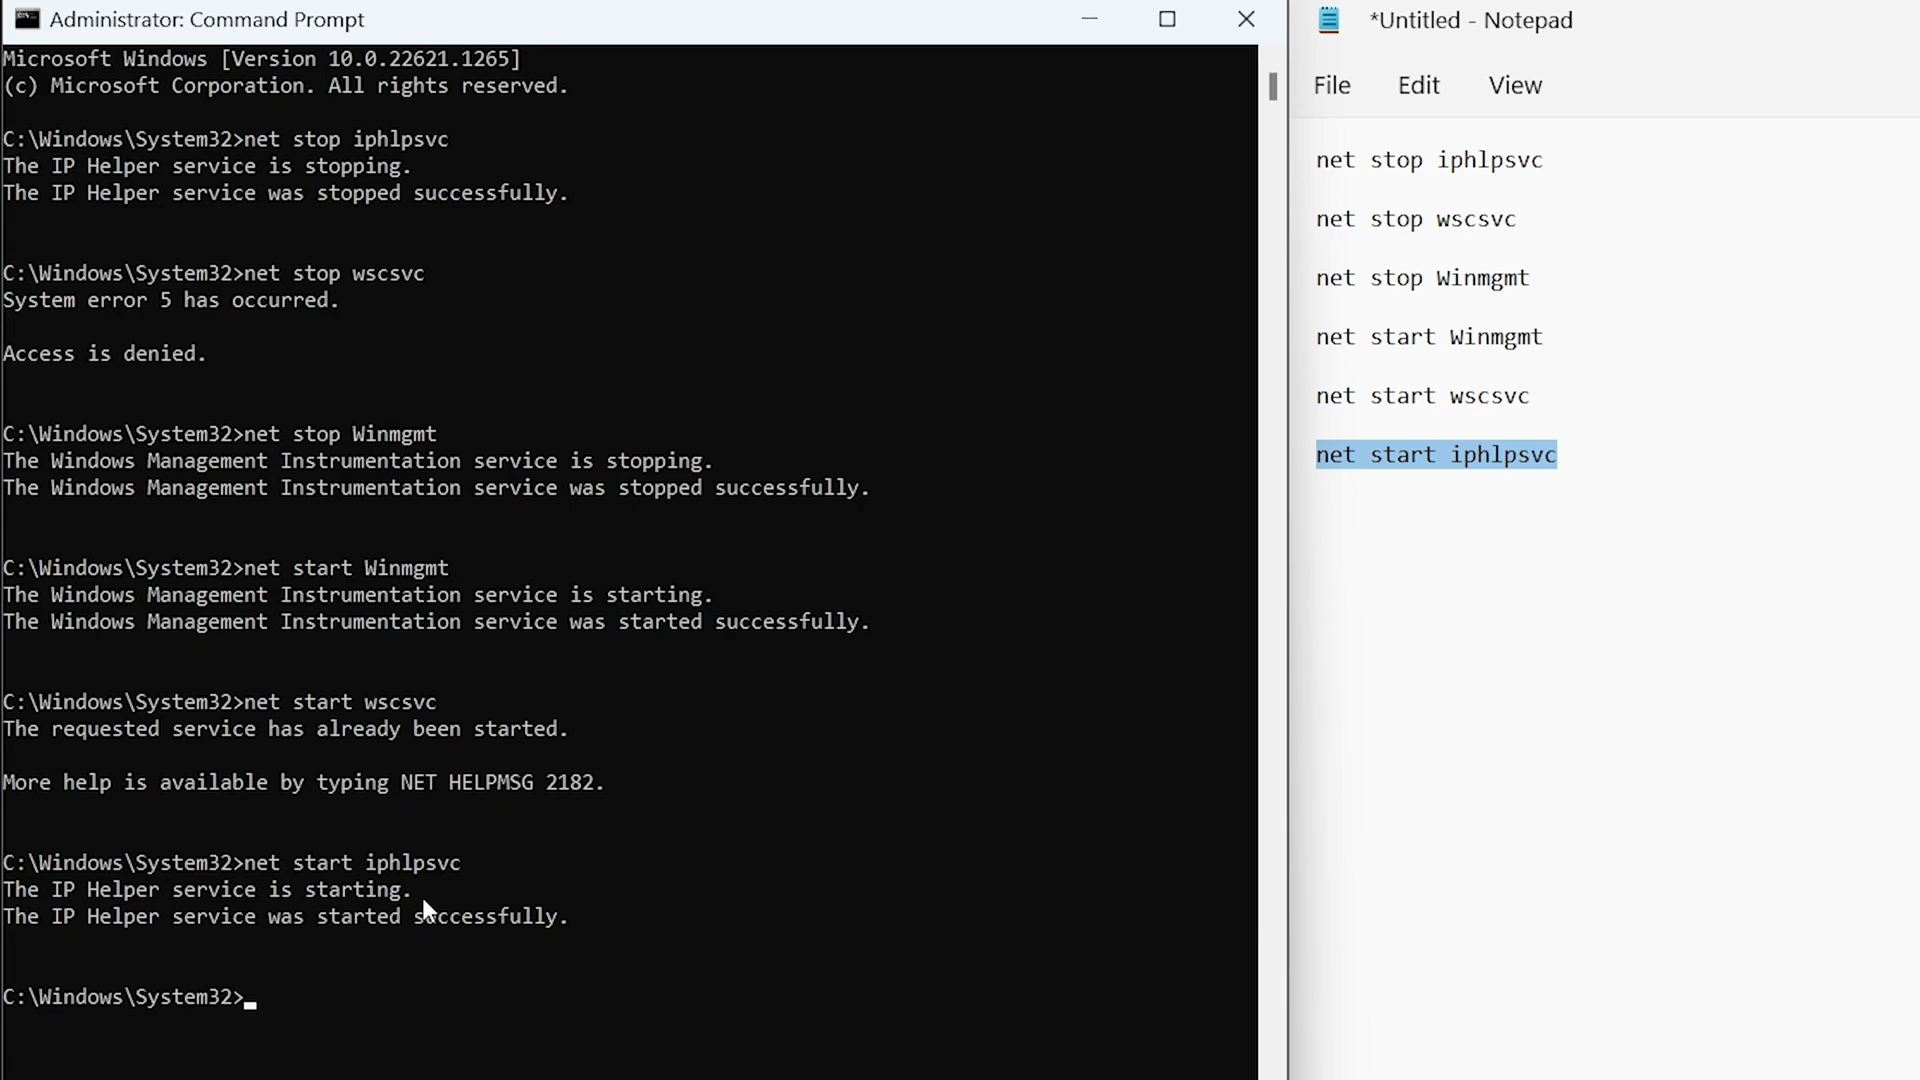 Administrator: Command Prompt
Microsoft Windows [Version 10.0.22621.1265]
(c) Microsoft Corporation. All rights reserved.
C:\Windows\System32>net stop iphlpsvc
The IP Helper service is stopping.
The IP Helper service was stopped successfully.
C:\Windows\System32>net stop wscsvc
System error 5 has occurred.
Access is denied.
C:\Windows\System32>net stop Winmgmt
The Windows Management Instrumentation service is stopping.
The Windows Management Instrumentation service was stopped successfully.
C:\Windows\System32>net start Winmgmt
The Windows Management Instrumentation service is starting.
The Windows Management Instrumentation service was started successfully.
C:\Windows\System32>net start wscsvc
The requested service has already been started.
More help is available by typing NET HELPMSG 2182.
C:\Windows\System32>net start iphlpsvc
The IP Helper service is starting.
The IP Helper service was started successfully.
C:\Windows\System32>
*Untitled - Notepad
File Edit View
net stop iphlpsvc
net stop wscsvc
net stop Winmgmt
net start Winmgmt
net start wscsvc
net start iphlpsvc